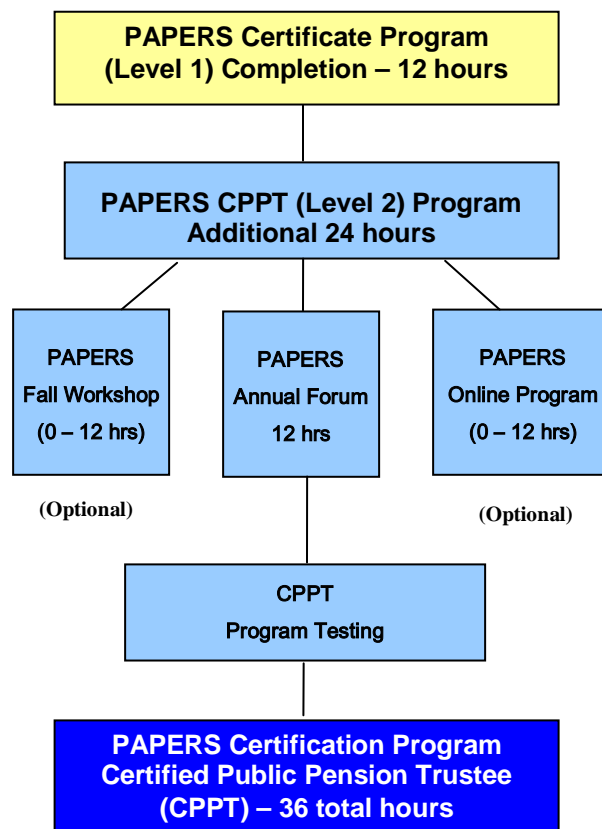 PAPERS Certificate Program
(Level 1) Completion – 12 hours
PAPERS CPPT (Level 2) Program
Additional 24 hours
PAPERS
Fall Workshop
(0 – 12 hrs)
(Optional)
PAPERS
Annual Forum
12 hrs
PAPERS
Online Program
(0 – 12 hrs)
(Optional)
CPPT
Program Testing
PAPERS Certification Program
Certified Public Pension Trustee
(CPPT) – 36 total hours